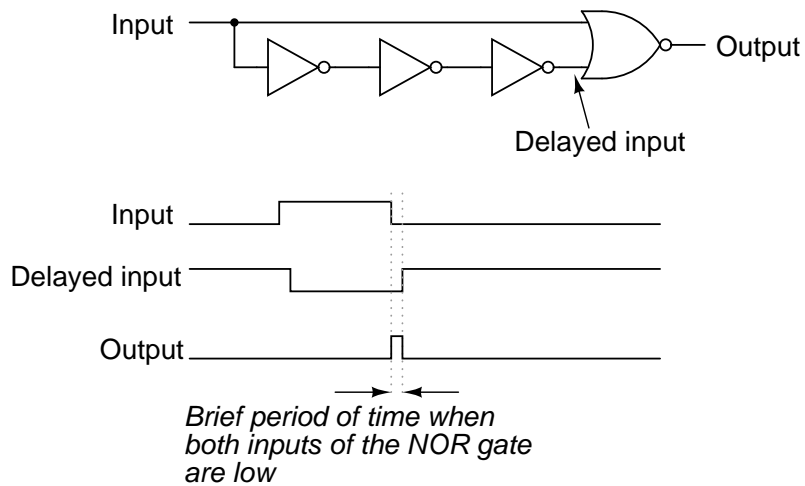 Input
Output
Delayed input
Input
Delayed input
Output
Brief period of time when
both inputs of the NOR gate
are low